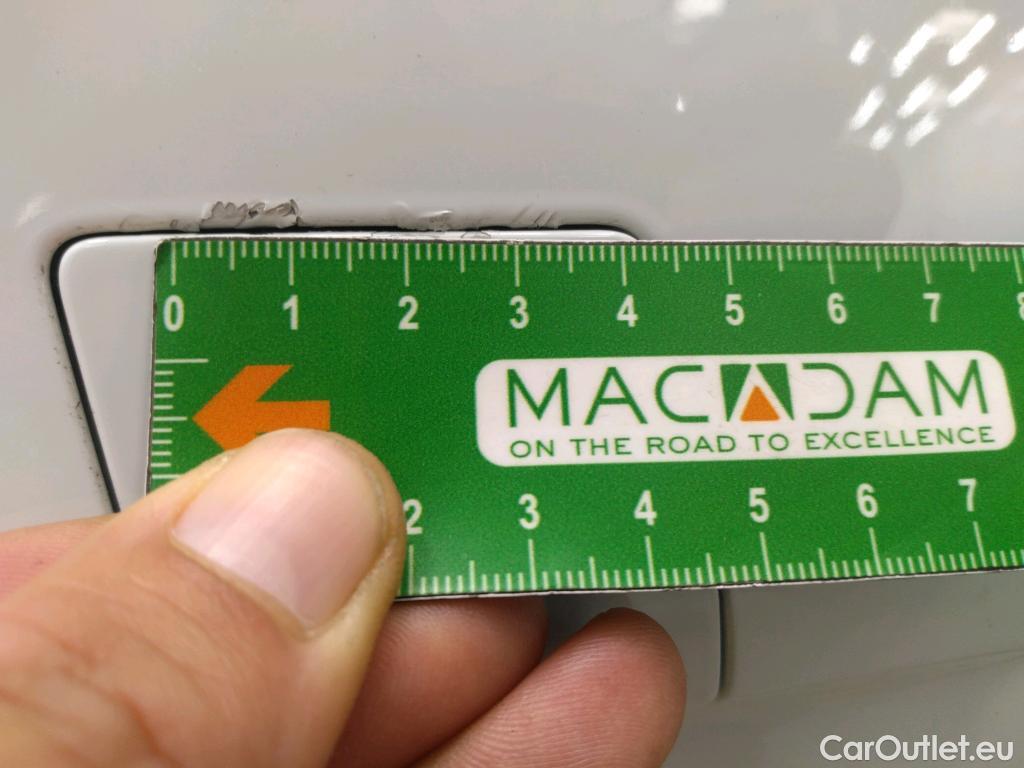 0 1 2 3 4 5 6 7 8
MACADAM
ON THE ROAD TO EXCELLENCE
2 3 4 5 6 7
CarOutlet.eu